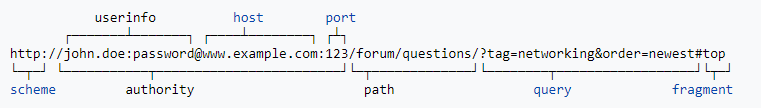 userinfo host port
http://john.doe:password@www.example.com:123/forum/questions/?tag=networking&order=newest#top
scheme authority path query fragment